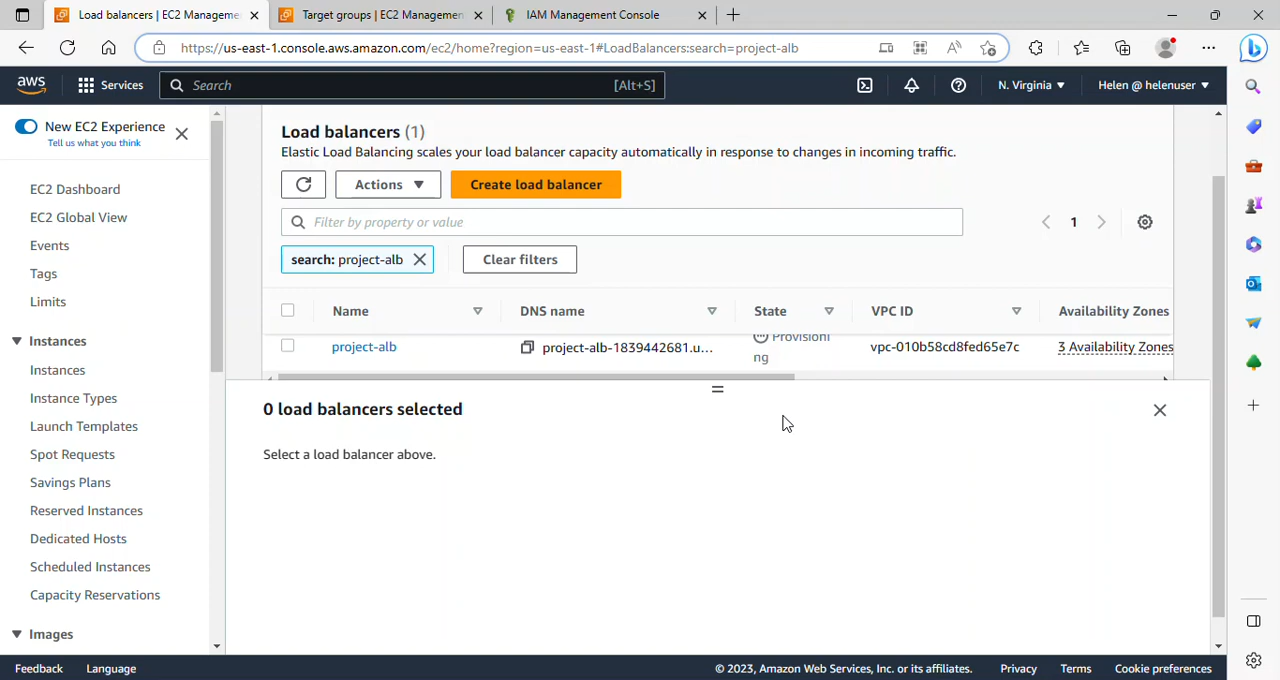 Load balancers | EC2 Manageme
Target groups | EC2 Managemen
IAM Management Console
https://us-east-1.console.aws.amazon.com/ec2/home?region=us-east-1#LoadBalancers:search=project-alb
aws
Services
Search
[Alt+S]
N. Virginia
Helen @ helenuser
New EC2 Experience
Tell us what you think
EC2 Dashboard
EC2 Global View
Events
Tags
Limits
Instances
Instances
Instance Types
Launch Templates
Spot Requests
Savings Plans
Reserved Instances
Dedicated Hosts
Scheduled Instances
Capacity Reservations
Images
Load balancers (1)
Elastic Load Balancing scales your load balancer capacity automatically in response to changes in incoming traffic.
Actions
Create load balancer
Filter by property or value
1
search: project-alb
Clear filters
Name
DNS name
State
VPC ID
Availability Zones
project-alb
project-alb-1839442681.u...
Provisioni
ng
vpc-010b58cd8fed65e7c
3 Availability Zones
0 load balancers selected
Select a load balancer above.
Feedback
Language
© 2023, Amazon Web Services, Inc. or its affiliates.
Privacy
Terms
Cookie preferences